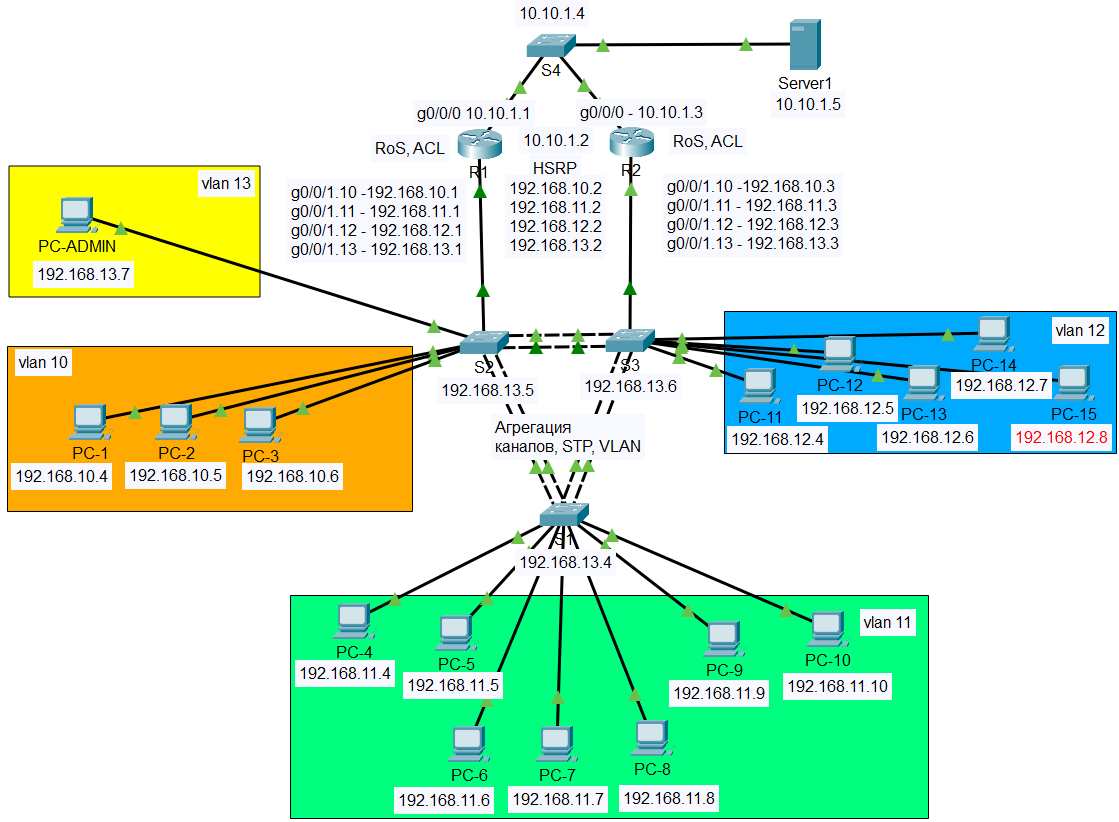 10.10.1.4
S4
Server1
10.10.1.5
g0/0/0 10.10.1.1
g0/0/0 - 10.10.1.3
RoS, ACL
R1
10.10.1.2
R2
RoS, ACL
HSRP
192.168.10.2
192.168.11.2
192.168.12.2
192.168.13.2
g0/0/1.10 -192.168.10.1
g0/0/1.11 - 192.168.11.1
g0/0/1.12 - 192.168.12.1
g0/0/1.13 - 192.168.13.1
g0/0/1.10 -192.168.10.3
g0/0/1.11 - 192.168.11.3
g0/0/1.12 - 192.168.12.3
g0/0/1.13 - 192.168.13.3
vlan 13
PC-ADMIN
192.168.13.7
S2
192.168.13.5
S3
192.168.13.6
vlan 12
PC-14
192.168.12.7
PC-12
192.168.12.5
PC-11
192.168.12.4
PC-13
192.168.12.6
PC-15
192.168.12.8
vlan 10
PC-1
192.168.10.4
PC-2
192.168.10.5
PC-3
192.168.10.6
Агрегация
каналов, STP, VLAN
S1
192.168.13.4
vlan 11
PC-4
192.168.11.4
PC-5
192.168.11.5
PC-9
192.168.11.9
PC-10
192.168.11.10
PC-6
192.168.11.6
PC-7
192.168.11.7
PC-8
192.168.11.8